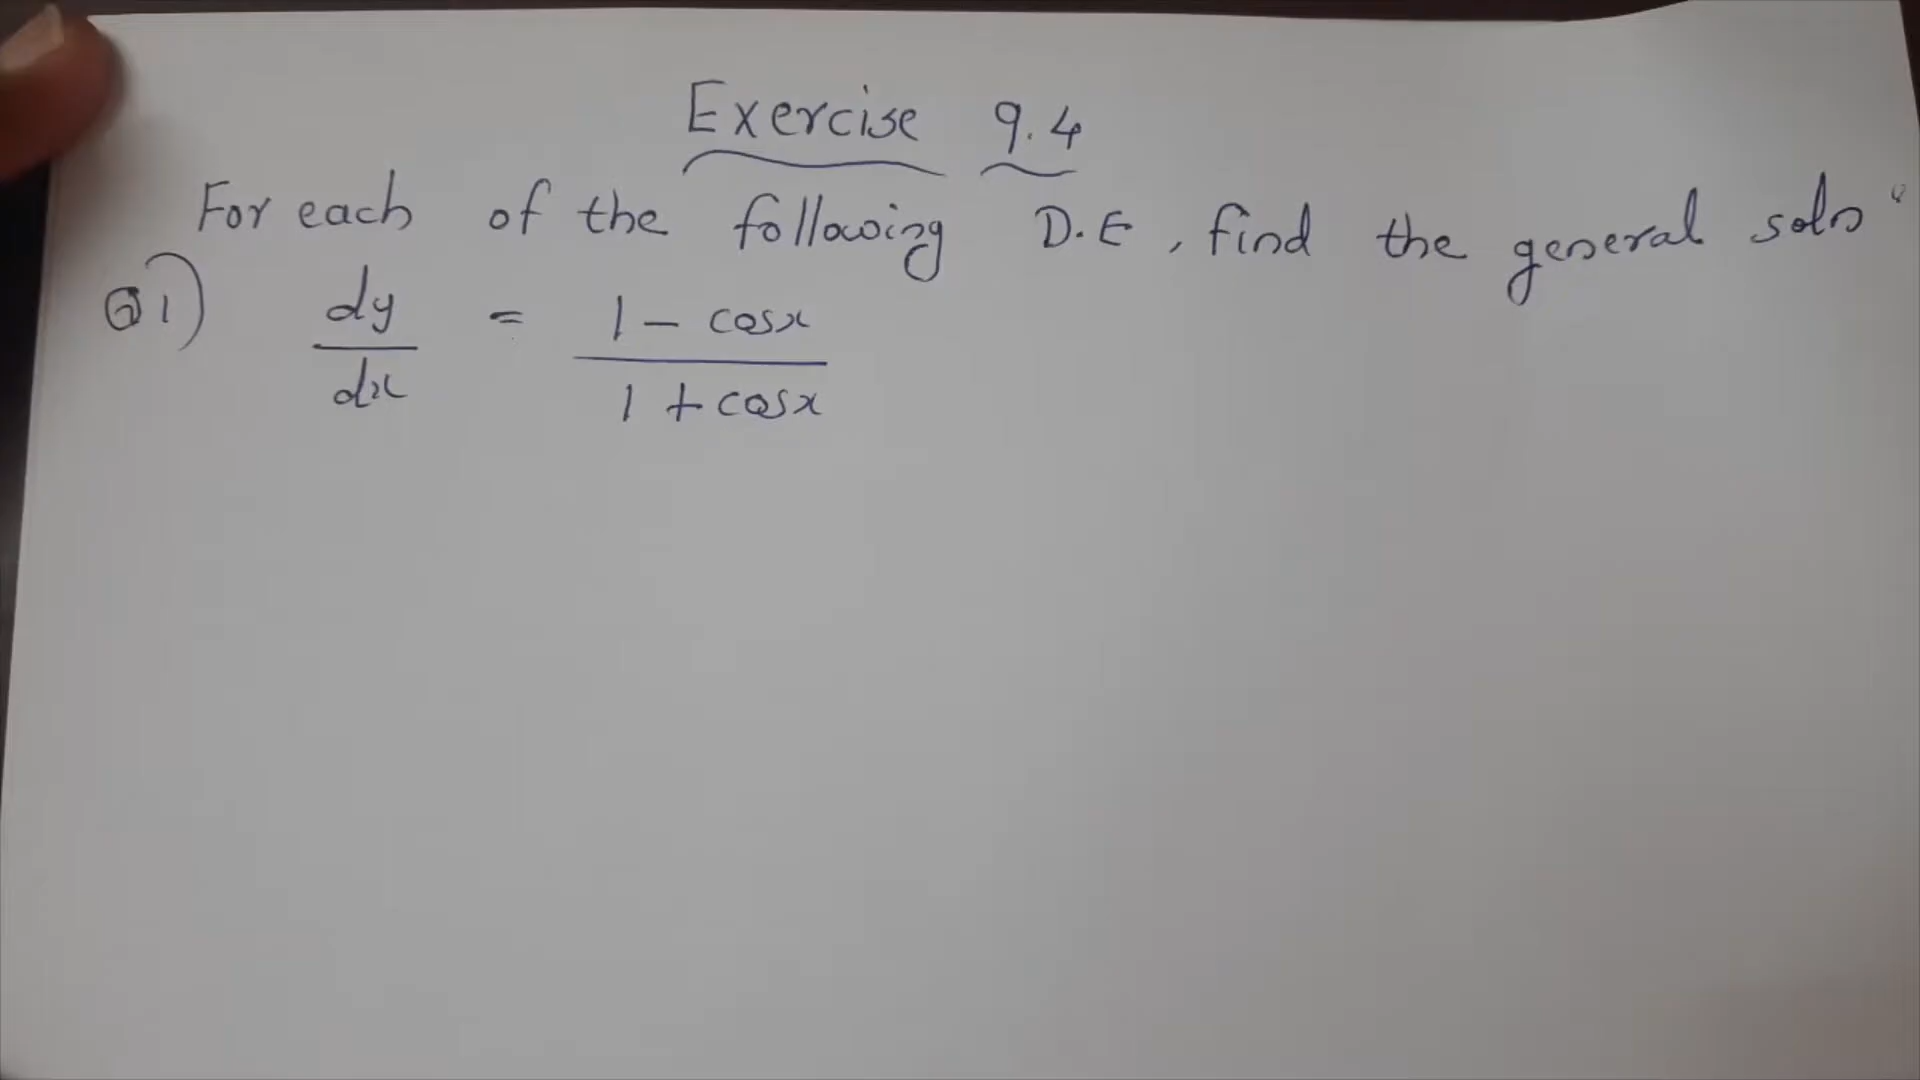 Exercise 9.4
For each of the following D.E, find the general soln
Q1) dy/dx = 1 - cosx / 1 + cosx